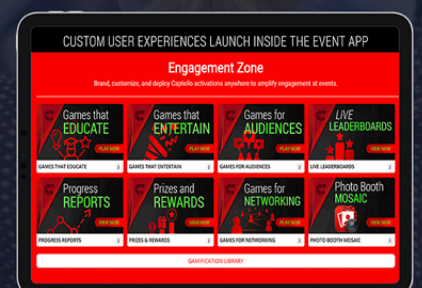 CUSTOM USER EXPERIENCES LAUNCH INSIDE THE EVENT APP
Engagement Zone
Brand, customize, and deploy Captello activations anywhere to amplify engagement at events.
Games that
EDUCATE
PLAY NOW
GAMES THAT EDUCATE
Games that
ENTERTAIN
PLAY NOW
GAMES THAT ENTERTAIN
Games for
AUDIENCES
PLAY NOW
GAMES FOR AUDIENCES
LIVE
LEADERBOARDS
VIEW NOW
LIVE LEADERBOARDS
Progress
REPORTS
VIEW NOW
PROGRESS REPORTS
Prizes and
REWARDS
VIEW NOW
PRIZES & REWARDS
Games for
NETWORKING
PLAY NOW
GAMES FOR NETWORKING
Photo Booth
MOSAIC
VIEW NOW
PHOTO BOOTH MOSAIC
GAMIFICATION LIBRARY